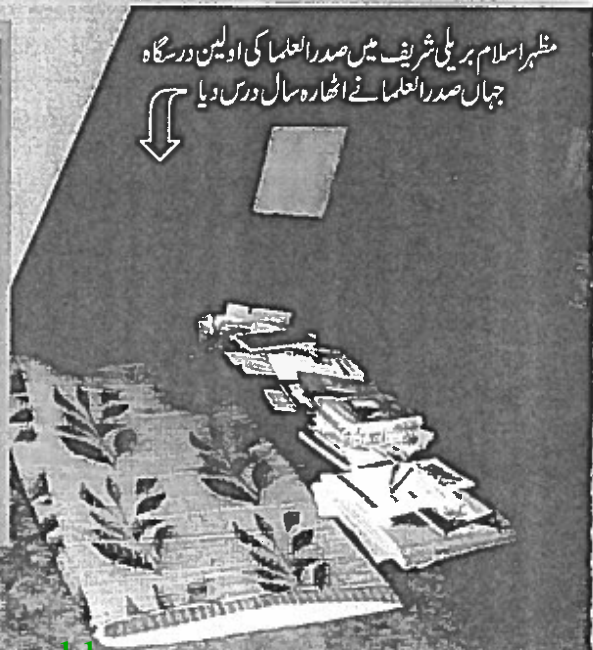 مظہر اسلام بریلی شریف میں صدر العلما کی اولین درسگاہ
جہاں صدر العلما نے اٹھارہ سال درس دیا